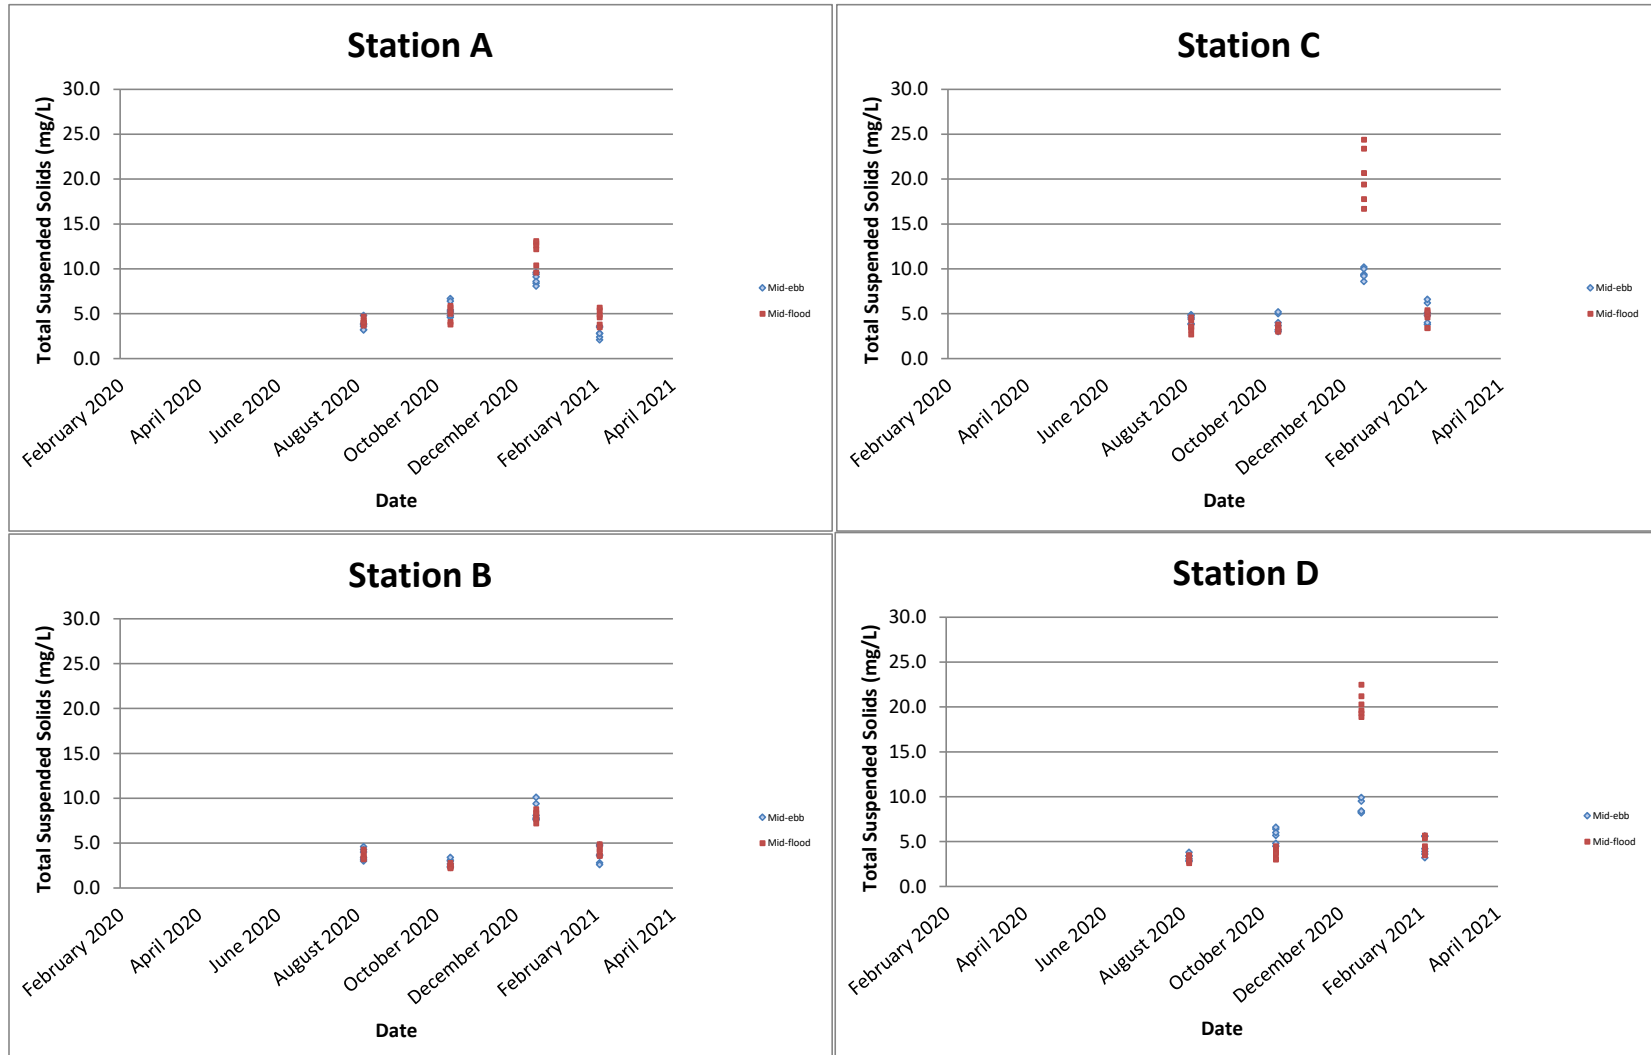 Station A
Total Suspended Solids (mg/L)
30.0
25.0
20.0
15.0
10.0
5.0
0.0
February 2020
April 2020
June 2020
August 2020
October 2020
December 2020
February 2021
April 2021
Date
Mid-ebb
Mid-flood
Station C
Total Suspended Solids (mg/L)
30.0
25.0
20.0
15.0
10.0
5.0
0.0
February 2020
April 2020
June 2020
August 2020
October 2020
December 2020
February 2021
April 2021
Date
Mid-ebb
Mid-flood
Station B
Total Suspended Solids (mg/L)
30.0
25.0
20.0
15.0
10.0
5.0
0.0
February 2020
April 2020
June 2020
August 2020
October 2020
December 2020
February 2021
April 2021
Date
Mid-ebb
Mid-flood
Station D
Total Suspended Solids (mg/L)
30.0
25.0
20.0
15.0
10.0
5.0
0.0
February 2020
April 2020
June 2020
August 2020
October 2020
December 2020
February 2021
April 2021
Date
Mid-ebb
Mid-flood